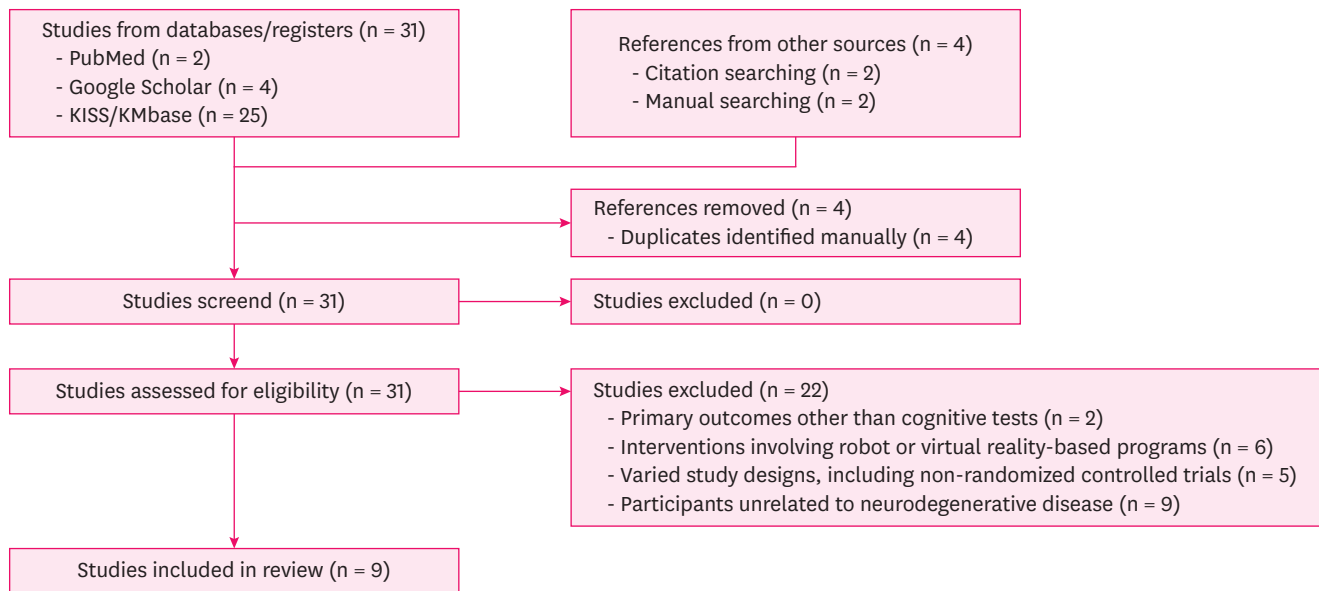 Studies from databases/registers (n = 31)
- PubMed (n = 2)
- Google Scholar (n = 4)
- KISS/KMbase (n = 25)
References from other sources (n = 4)
- Citation searching (n = 2)
- Manual searching (n = 2)
References removed (n = 4)
- Duplicates identified manually (n = 4)
Studies screend (n = 31)
Studies excluded (n = 0)
Studies assessed for eligibility (n = 31)
Studies excluded (n = 22)
- Primary outcomes other than cognitive tests (n = 2)
- Interventions involving robot or virtual reality-based programs (n = 6)
- Varied study designs, including non-randomized controlled trials (n = 5)
- Participants unrelated to neurodegenerative disease (n = 9)
Studies included in review (n = 9)